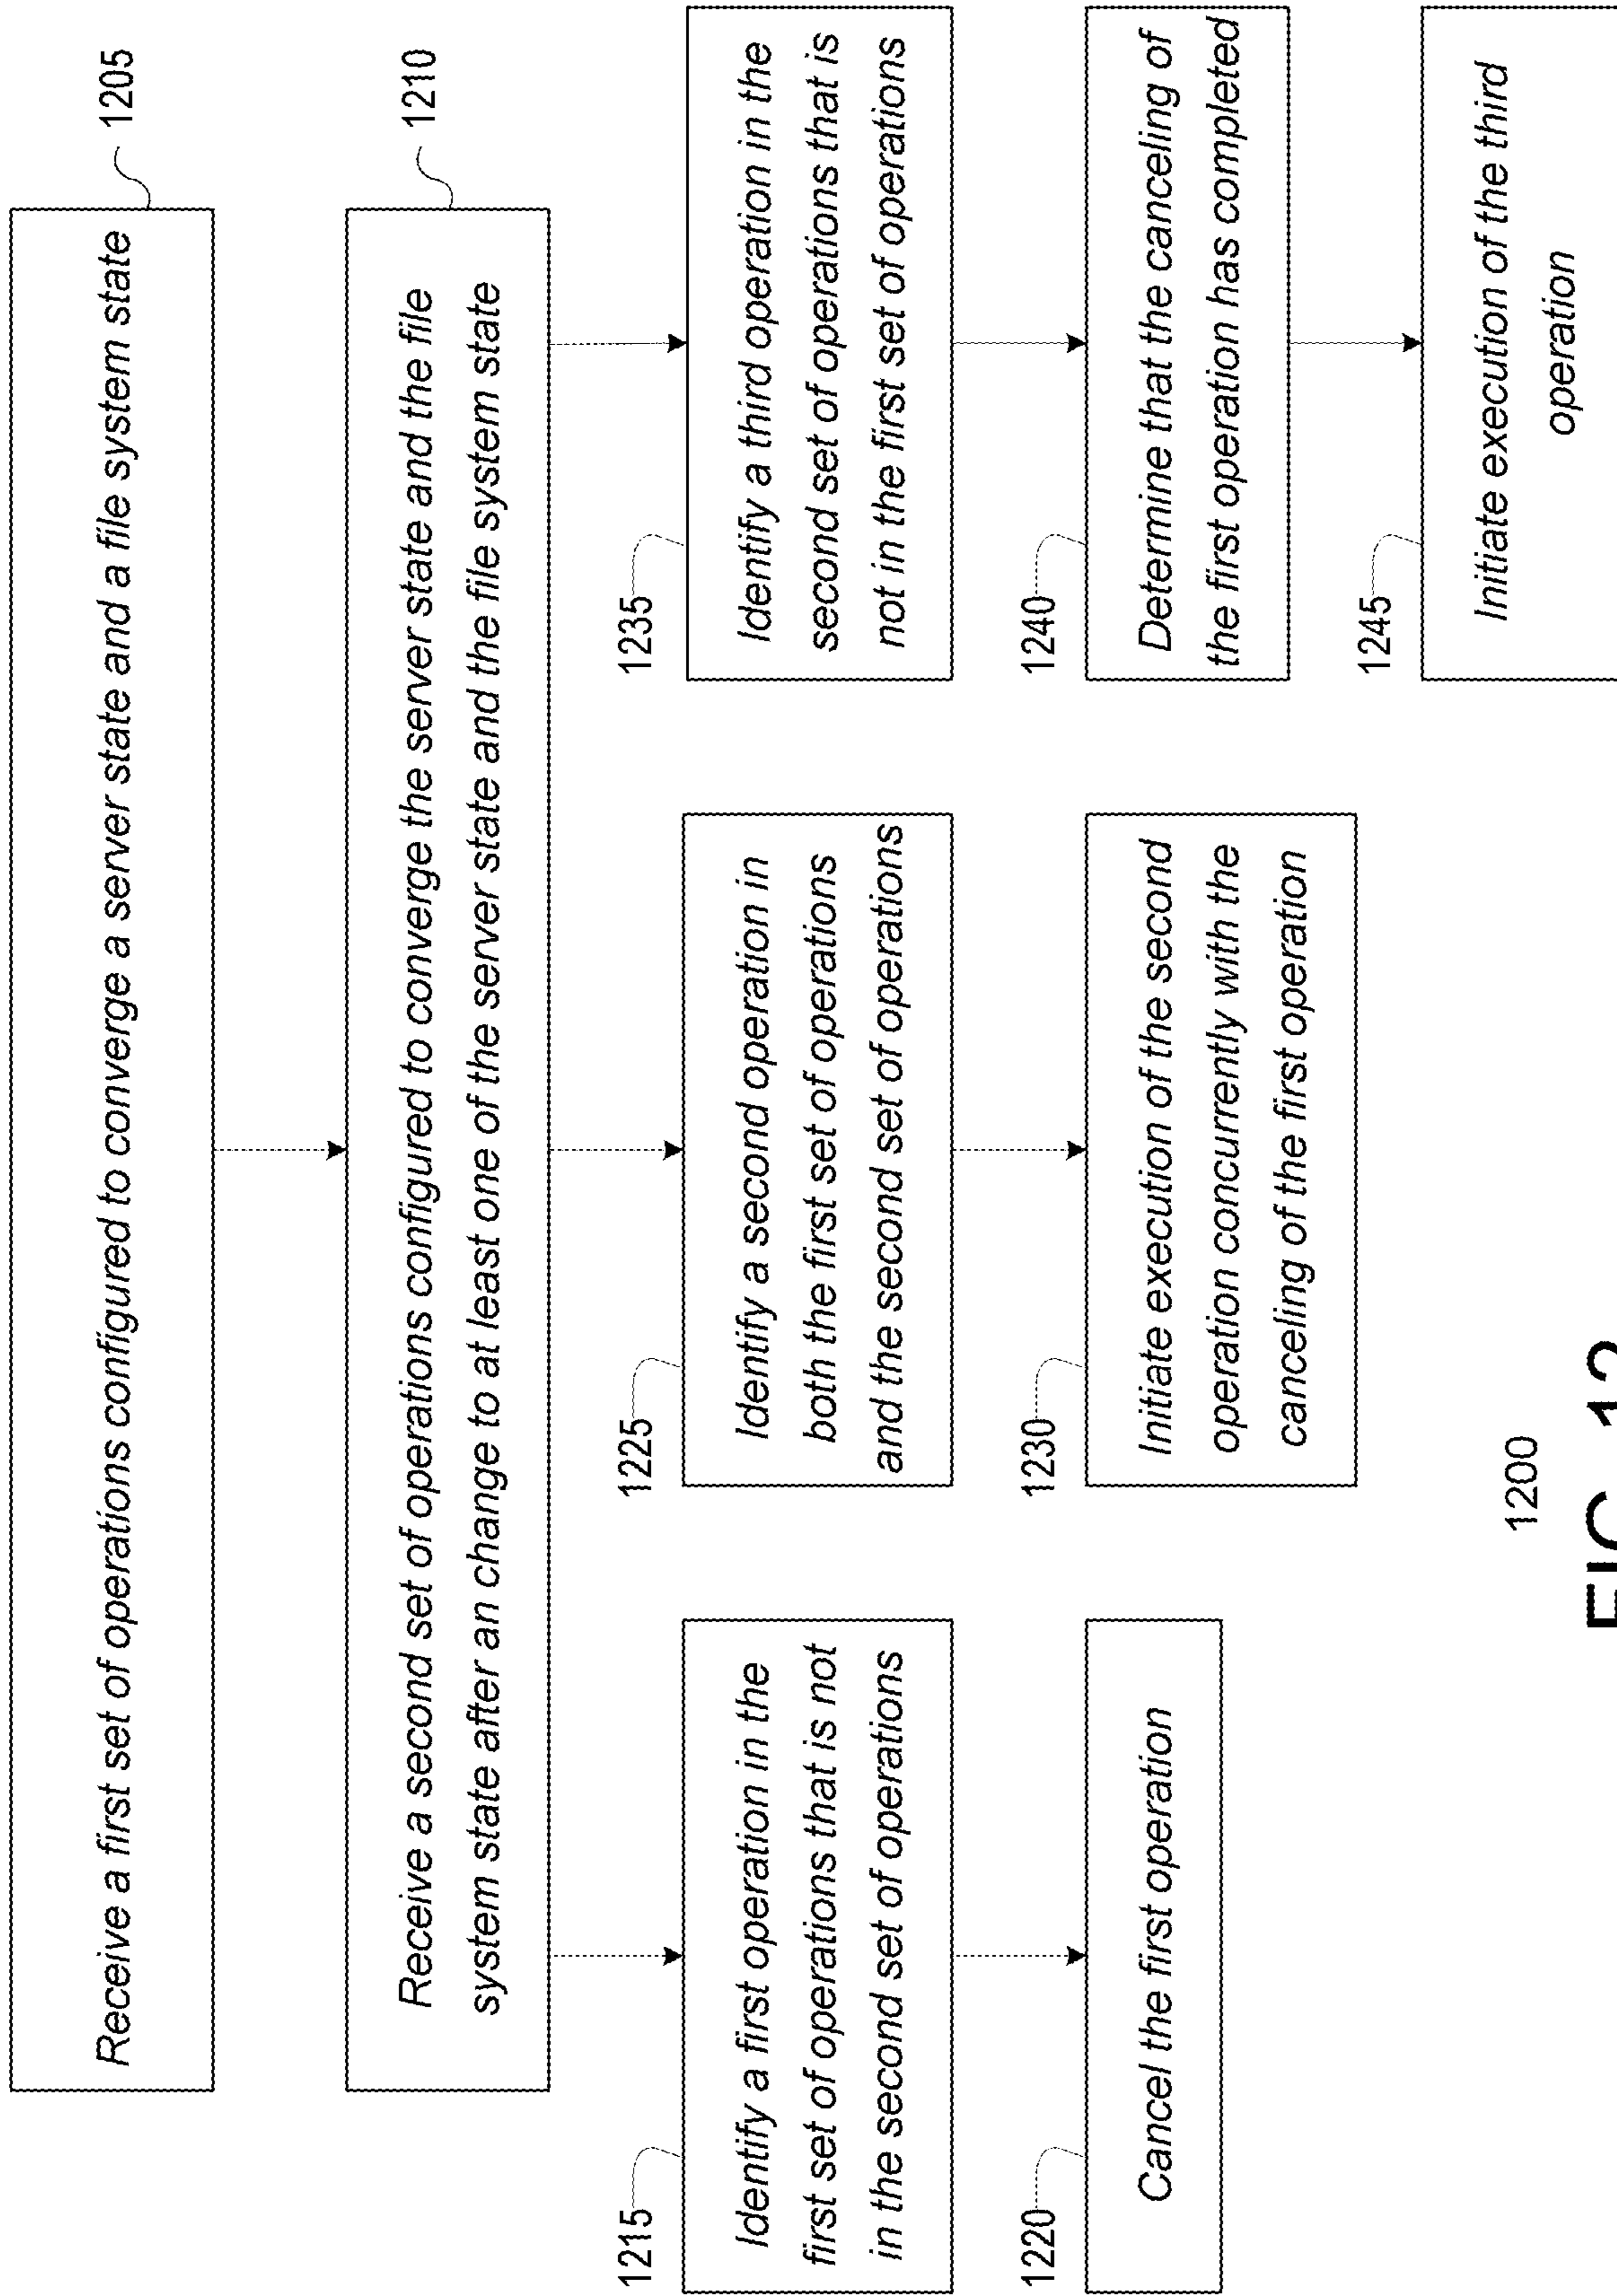 Receive a first set of operations configured to converge a server state and a file system state
1205
Receive a second set of operations configured to converge the server state and the file
system state after an change to at least one of the server state and the file system state
1210
1215
Identify a first operation in the
first set of operations that is not
in the second set of operations
1220
Cancel the first operation
1225
Identify a second operation in
both the first set of operations
and the second set of operations
1230
Initiate execution of the second
operation concurrently with the
canceling of the first operation
1235
Identify a third operation in the
second set of operations that is
not in the first set of operations
1240
Determine that the canceling of
the first operation has completed
1245
Initiate execution of the third
operation
1200
FIG. 12